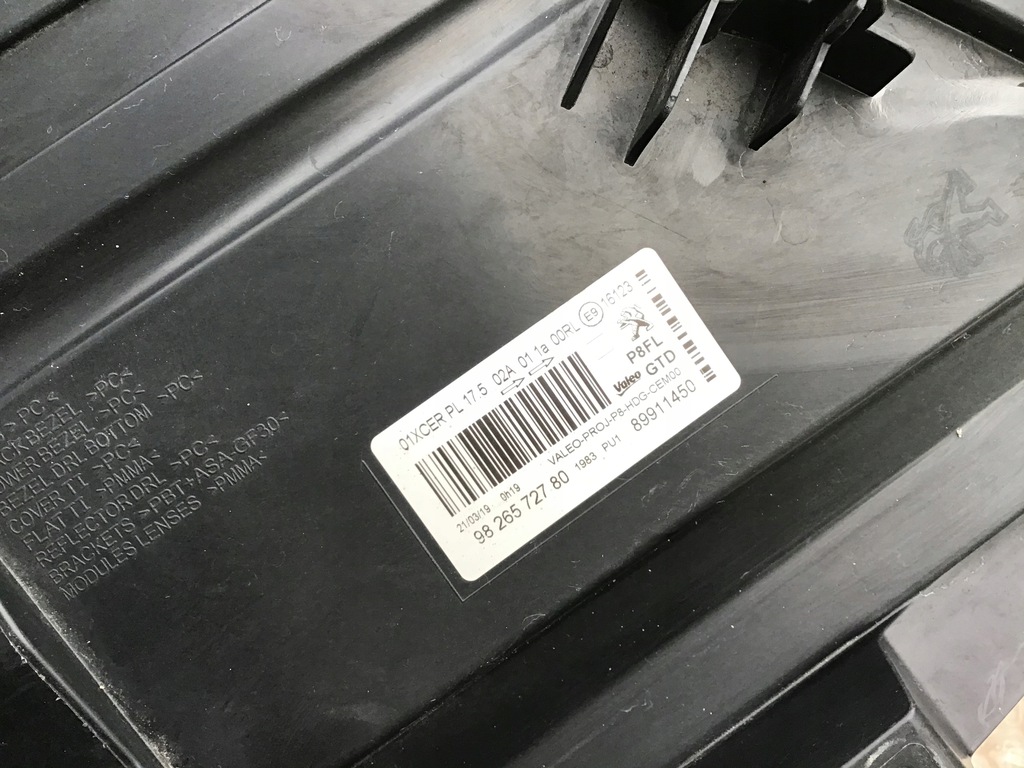 01XCER PL 17.5 02A 01 1a 00RL E9 16123
P8FL
Valeo GTD
VALEO-PROJ-P8-HDG-CEM00
21/03/19 0h19 1983 PU1 89911450
98 265 727 80
>PC<
BEZEL >PC<
BEZEL >PC<
BEZEL DRL BOTTOM >PC<
COVER TT >PC<
FLAT TT >PMMA<
REFLECTOR DRL >PC<
BRACKETS >PBT+ASA-GF30<
MODULES LENSES >PMMA<